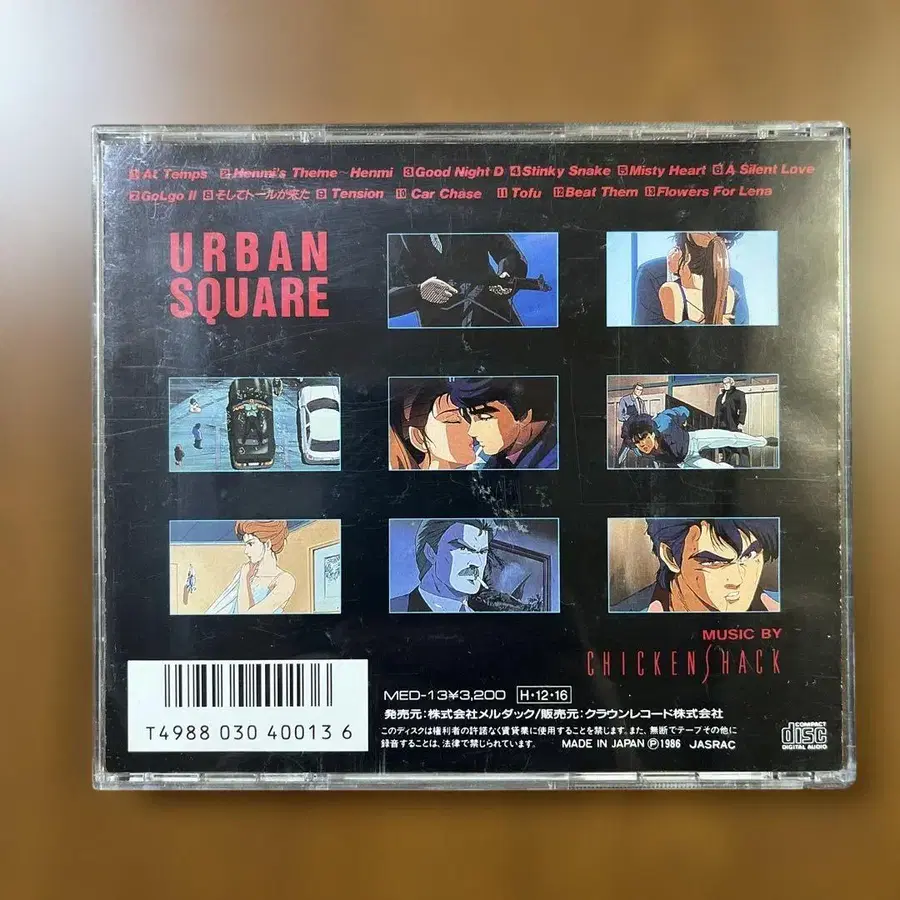 1 At Temps 2 Henmi's Theme~Henmi 3 Good Night D 4 Stinky Snake 5 Misty Heart 6 A Silent Love
7 GoLgo II 8 そしてトールが来た 9 Tension 10 Car Chase 11 Tofu 12 Beat Them 13 Flowers For Lena
URBAN
SQUARE
MUSIC BY
CHICKENSHACK
MED-13¥3,200 H·12·16
発売元:株式会社メルダック/販売元:クラウンレコード株式会社
このディスクは権利者の許諾なく賃貸業に使用することを禁じます。また、無断でテープその他に
録音することは、法律で禁じられています。 MADE IN JAPAN Ⓟ1986 JASRAC
T4988 030 40013 6
COMPACT
disc
DIGITAL AUDIO